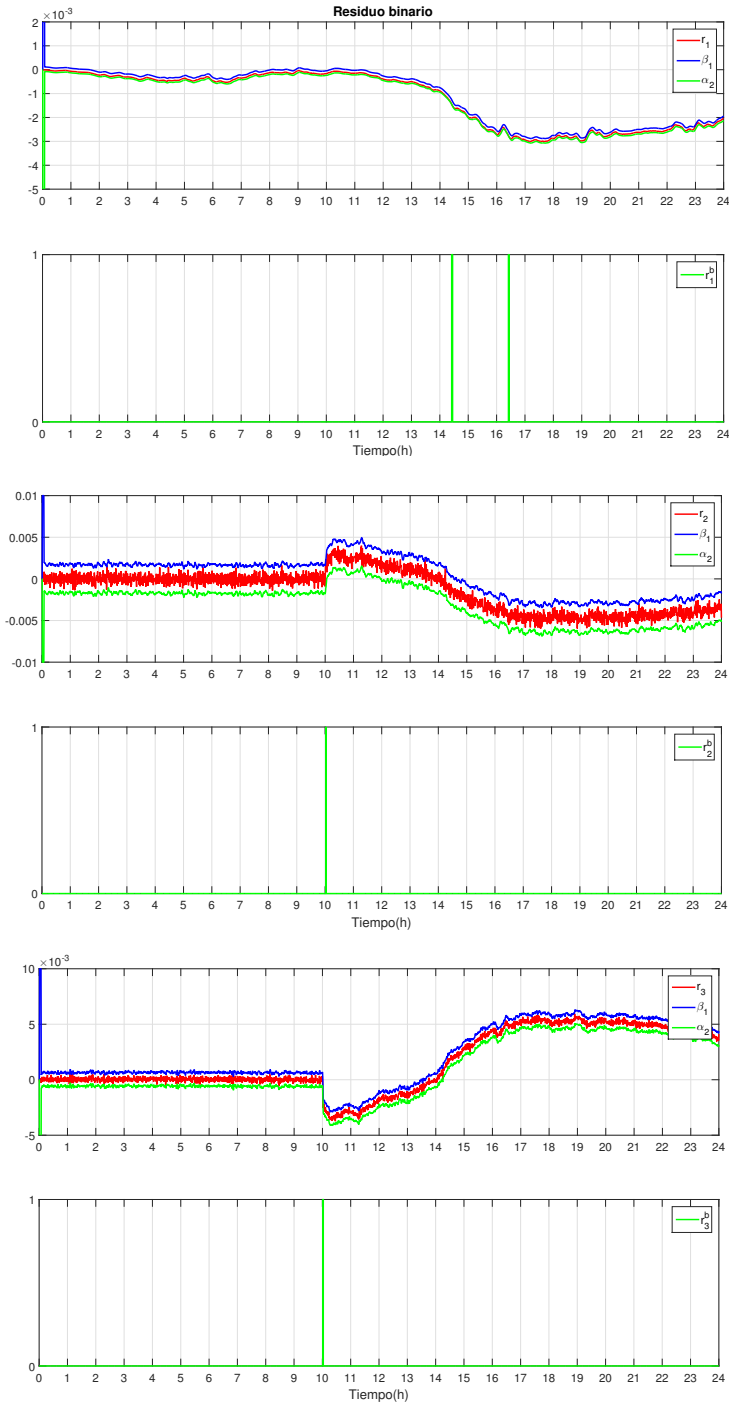 Residuo binario
×10⁻³
2
1
0
-1
-2
-3
-4
-5
r₁
β₁
α₂
0 1 2 3 4 5 6 7 8 9 10 11 12 13 14 15 16 17 18 19 20 21 22 23 24
1
0
r₁ᵇ
0 1 2 3 4 5 6 7 8 9 10 11 12 13 14 15 16 17 18 19 20 21 22 23 24
Tiempo(h)
0.01
0.005
0
-0.005
-0.01
r₂
β₁
α₂
0 1 2 3 4 5 6 7 8 9 10 11 12 13 14 15 16 17 18 19 20 21 22 23 24
1
0
r₂ᵇ
0 1 2 3 4 5 6 7 8 9 10 11 12 13 14 15 16 17 18 19 20 21 22 23 24
Tiempo(h)
×10⁻³
10
5
0
-5
r₃
β₁
α₂
0 1 2 3 4 5 6 7 8 9 10 11 12 13 14 15 16 17 18 19 20 21 22 23 24
1
0
r₃ᵇ
0 1 2 3 4 5 6 7 8 9 10 11 12 13 14 15 16 17 18 19 20 21 22 23 24
Tiempo(h)